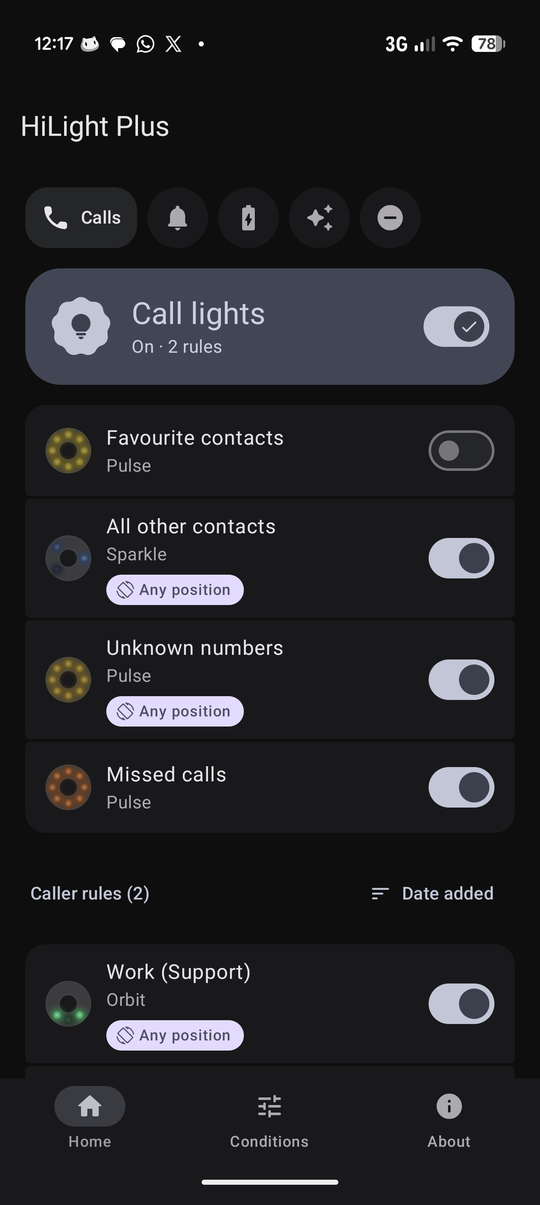 12:17
3G
78
HiLight Plus
Calls
Call lights
On · 2 rules
Favourite contacts
Pulse
All other contacts
Sparkle
Any position
Unknown numbers
Pulse
Any position
Missed calls
Pulse
Caller rules (2)
Date added
Work (Support)
Orbit
Any position
Home
Conditions
About